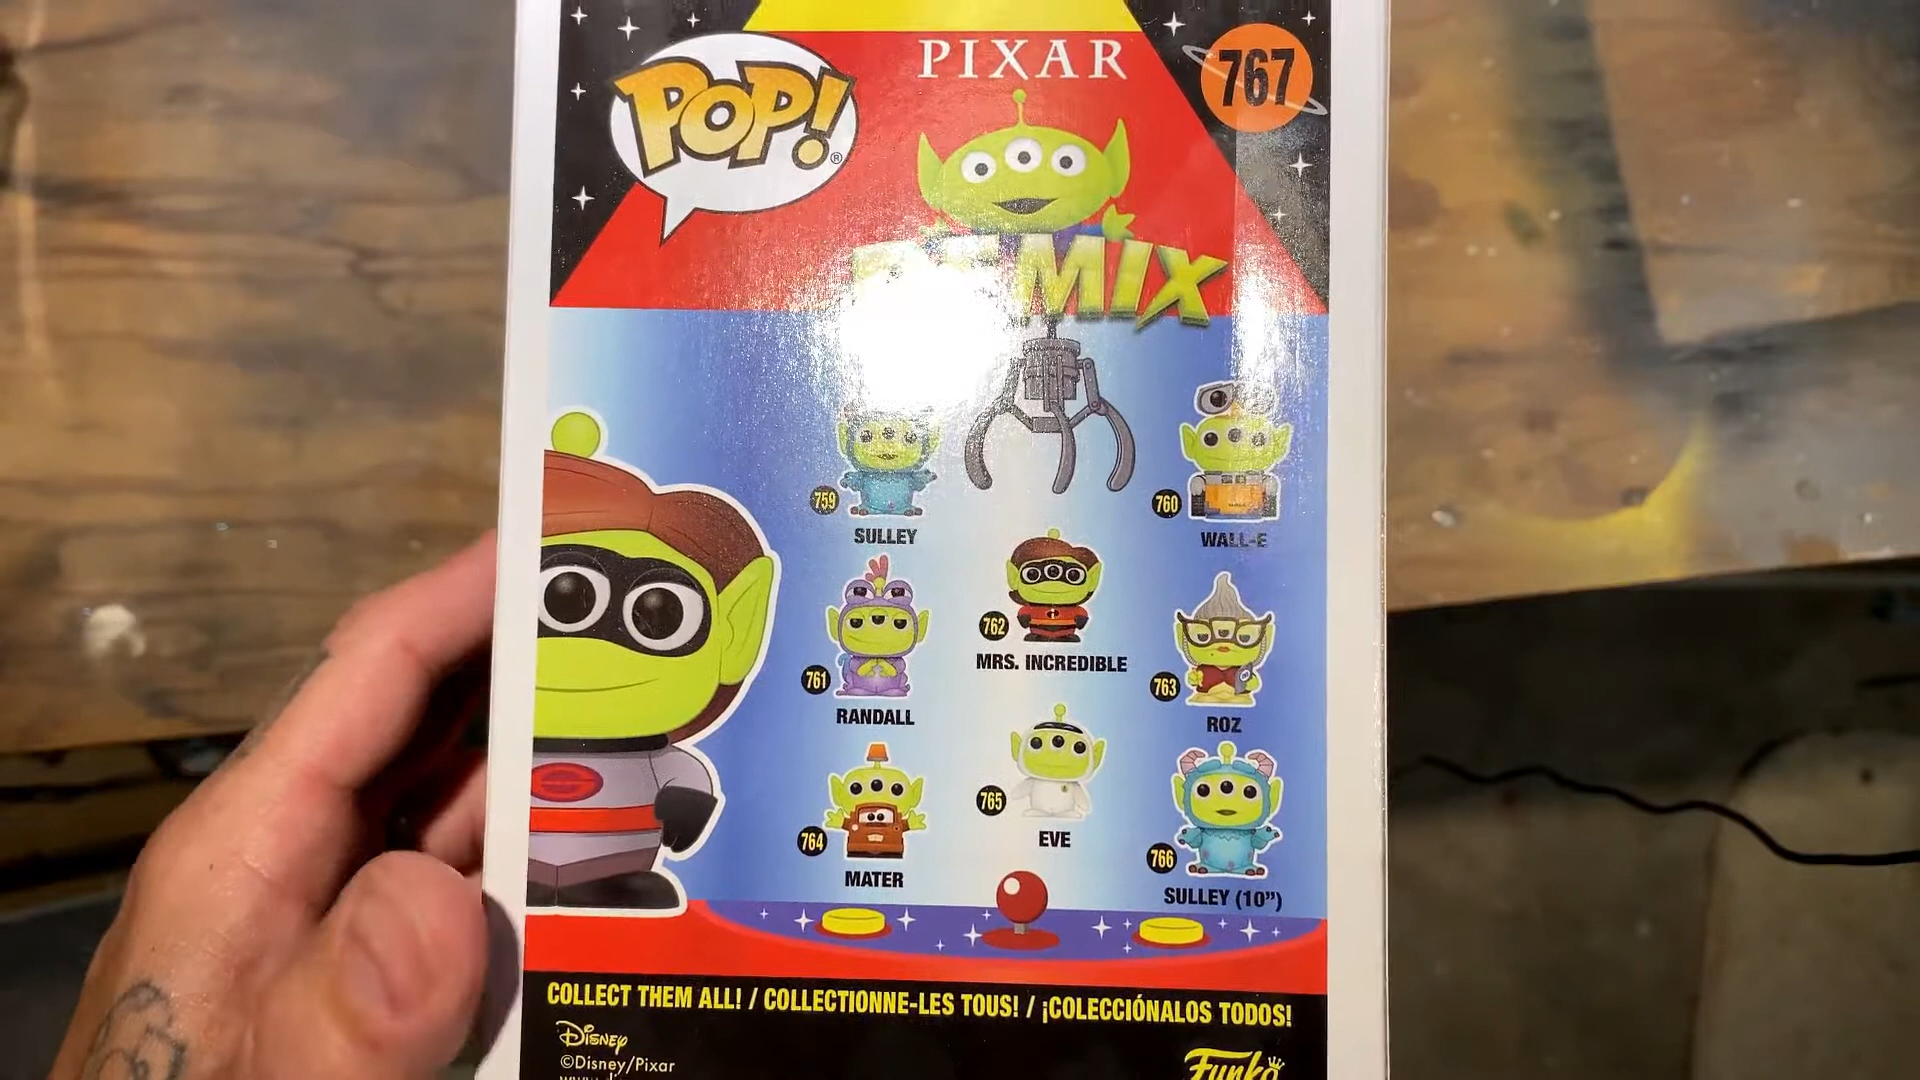 POP!®
PIXAR
767
MIX
759
SULLEY
760
WALL-E
761
RANDALL
762
MRS. INCREDIBLE
763
ROZ
764
MATER
765
EVE
766
SULLEY (10”)
COLLECT THEM ALL! / COLLECTIONNE-LES TOUS! / ¡COLECCIÓNALOS TODOS!
DISNEY
©Disney/Pixar
Funko